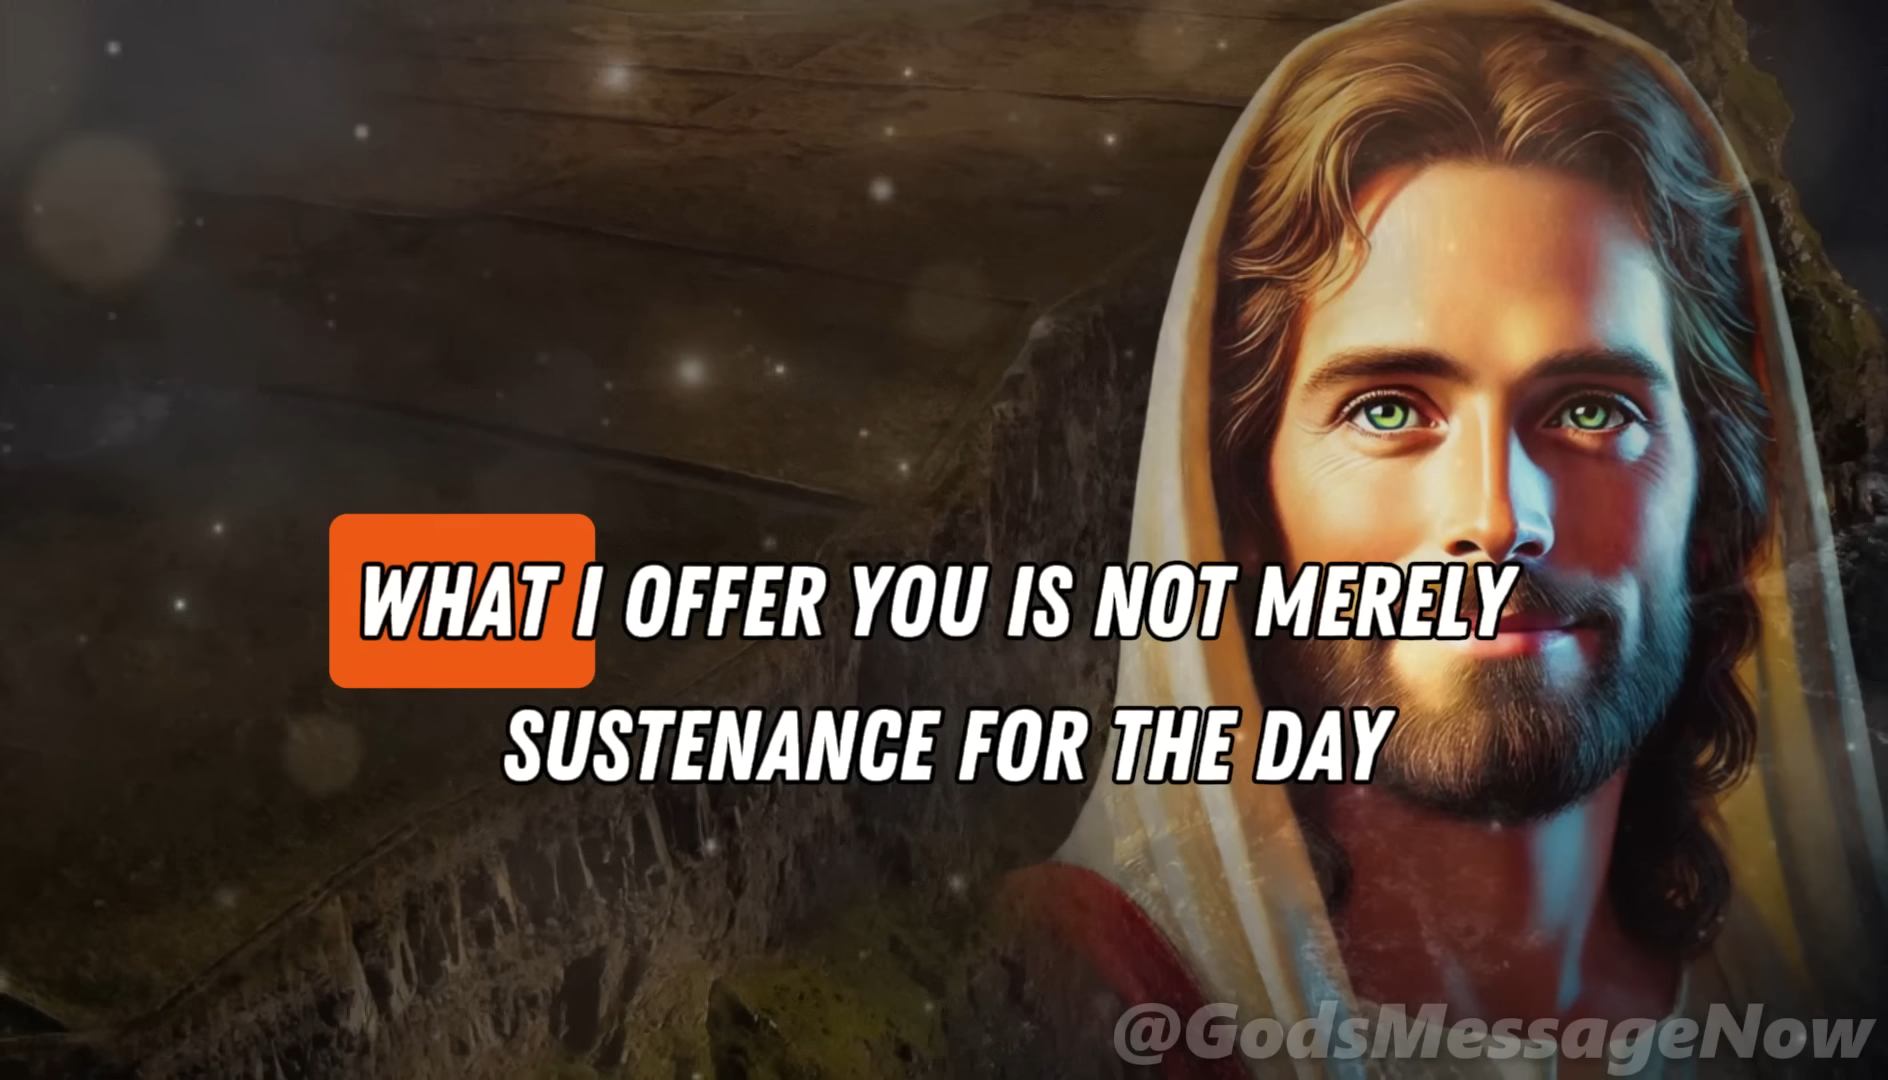 WHAT I OFFER YOU IS NOT MERELY
SUSTENANCE FOR THE DAY
@GodsMessageNow